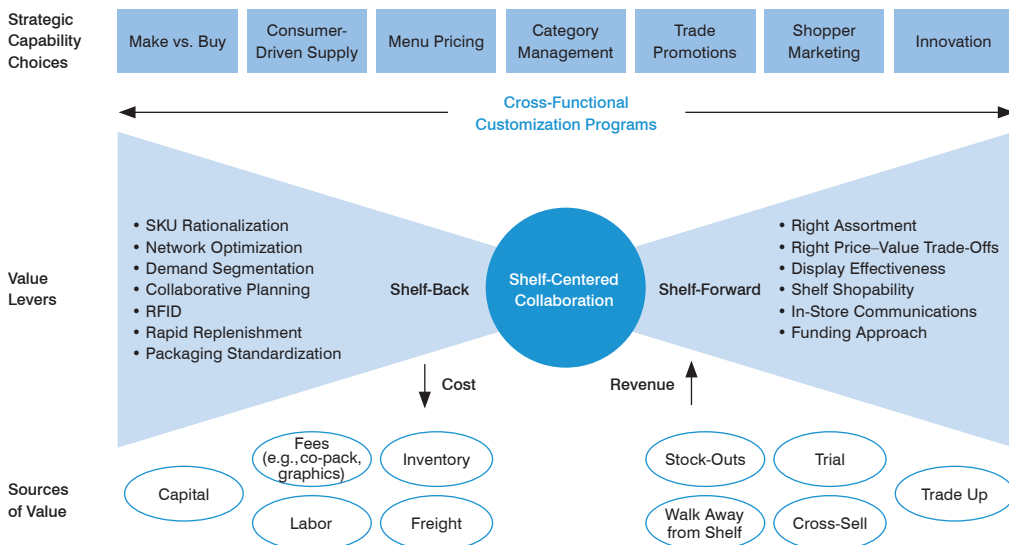 Strategic
Capability
Choices
Make vs. Buy
Consumer-
Driven Supply
Menu Pricing
Category
Management
Trade
Promotions
Shopper
Marketing
Innovation
Cross-Functional
Customization Programs
Value
Levers
• SKU Rationalization
• Network Optimization
• Demand Segmentation
• Collaborative Planning
• RFID
• Rapid Replenishment
• Packaging Standardization
Shelf-Back
Shelf-Centered
Collaboration
Shelf-Forward
• Right Assortment
• Right Price–Value Trade-Offs
• Display Effectiveness
• Shelf Shopability
• In-Store Communications
• Funding Approach
Cost
Revenue
Sources
of Value
Capital
Fees
(e.g., co-pack,
graphics)
Labor
Inventory
Freight
Stock-Outs
Walk Away
from Shelf
Trial
Cross-Sell
Trade Up